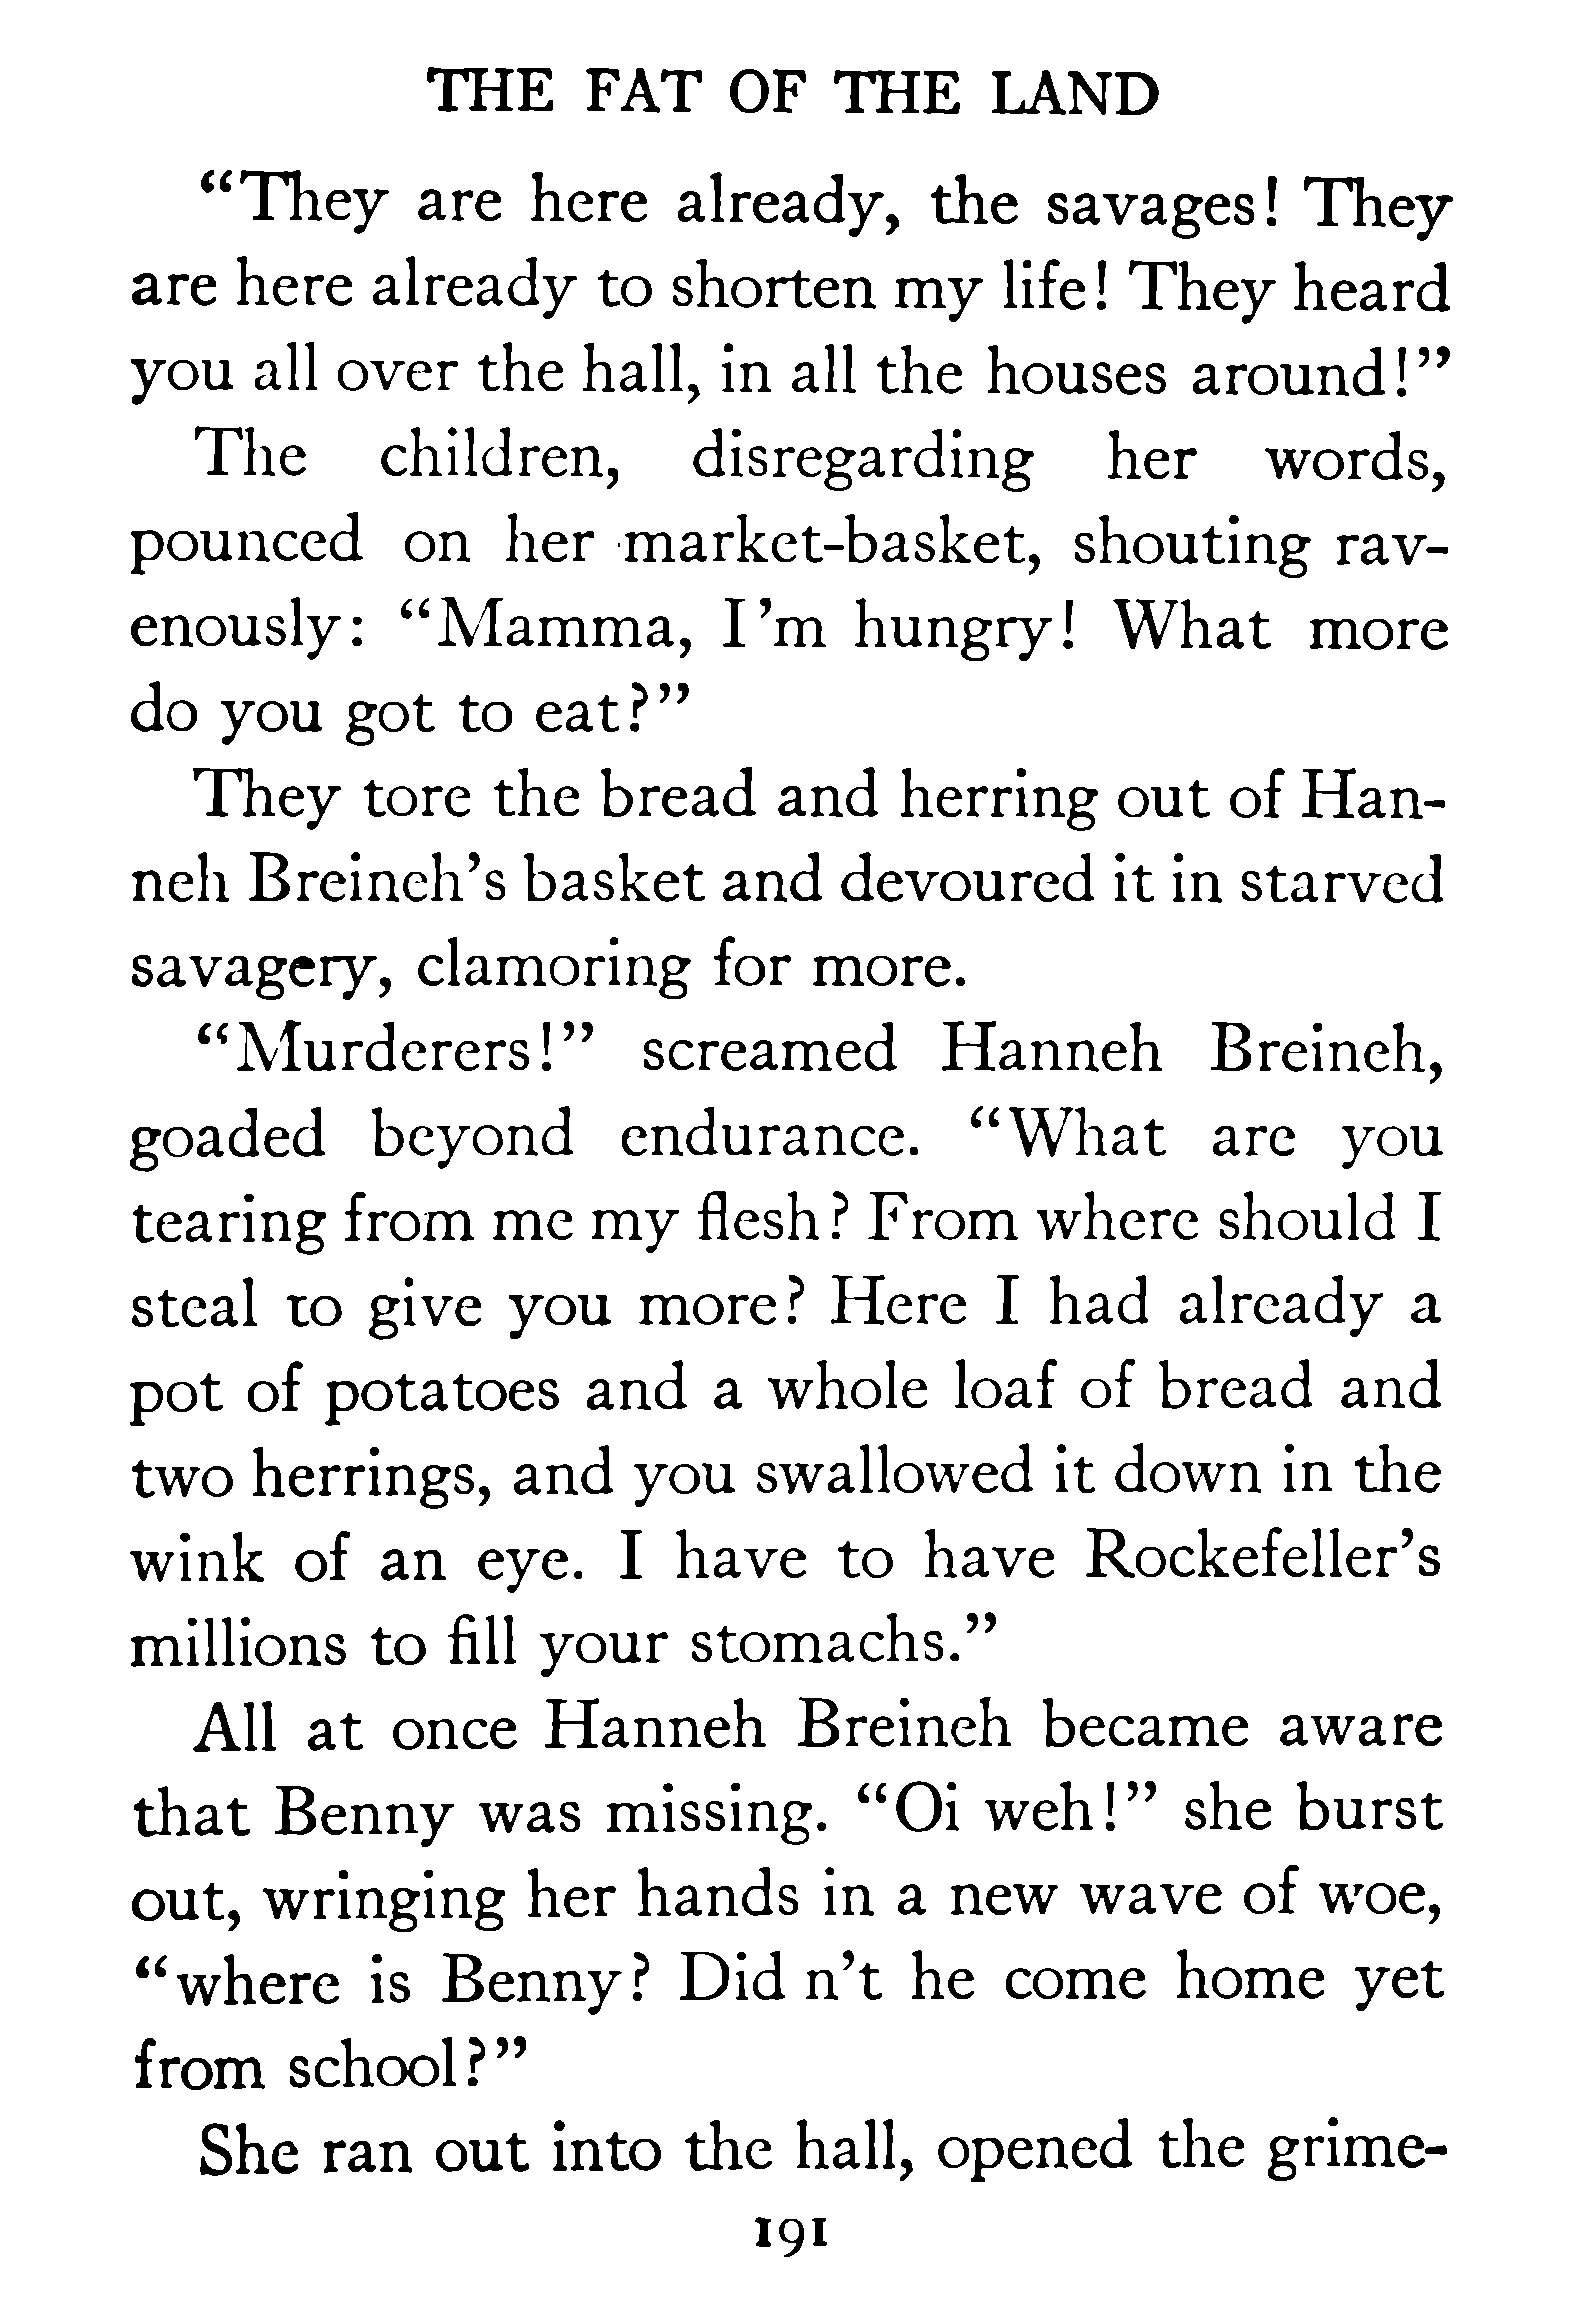 THE FAT OF THE LAND
“They are here already, the savages! They
are here already to shorten my life! They heard
you all over the hall, in all the houses around!”
The children, disregarding her words,
pounced on her market-basket, shouting rav-
enously: “Mamma, I 'm hungry! What more
do you got to eat?”
They tore the bread and herring out of Han-
neh Breineh's basket and devoured it in starved
savagery, clamoring for more.
“Murderers!” screamed Hanneh Breineh,
goaded beyond endurance. “What are you
tearing from me my flesh? From where should I
steal to give you more? Here I had already a
pot of potatoes and a whole loaf of bread and
two herrings, and you swallowed it down in the
wink of an eye. I have to have Rockefeller's
millions to fill your stomachs.”
All at once Hanneh Breineh became aware
that Benny was missing. “Oi weh!” she burst
out, wringing her hands in a new wave of woe,
“where is Benny? Did n't he come home yet
from school?”
She ran out into the hall, opened the grime-
191